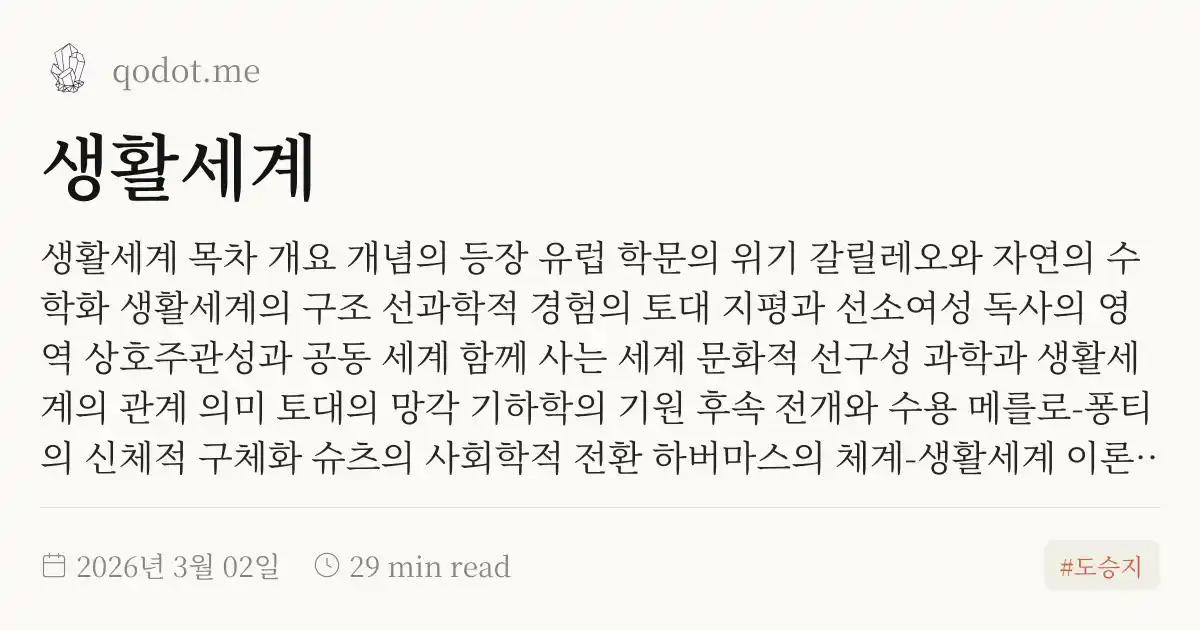 qodot.me
생활세계
생활세계 목차 개요 개념의 등장 유럽 학문의 위기 갈릴레오와 자연의 수
학화 생활세계의 구조 선과학적 경험의 토대 지평과 선소여성 독사의 영
역 상호주관성과 공동 세계 함께 사는 세계 문화적 선구성 과학과 생활세
계의 관계 의미 토대의 망각 기하학의 기원 후속 전개와 수용 메를로-퐁티
의 신체적 구체화 슈츠의 사회학적 전환 하버마스의 체계-생활세계 이론··
2026년 3월 02일 29 min read #도승지